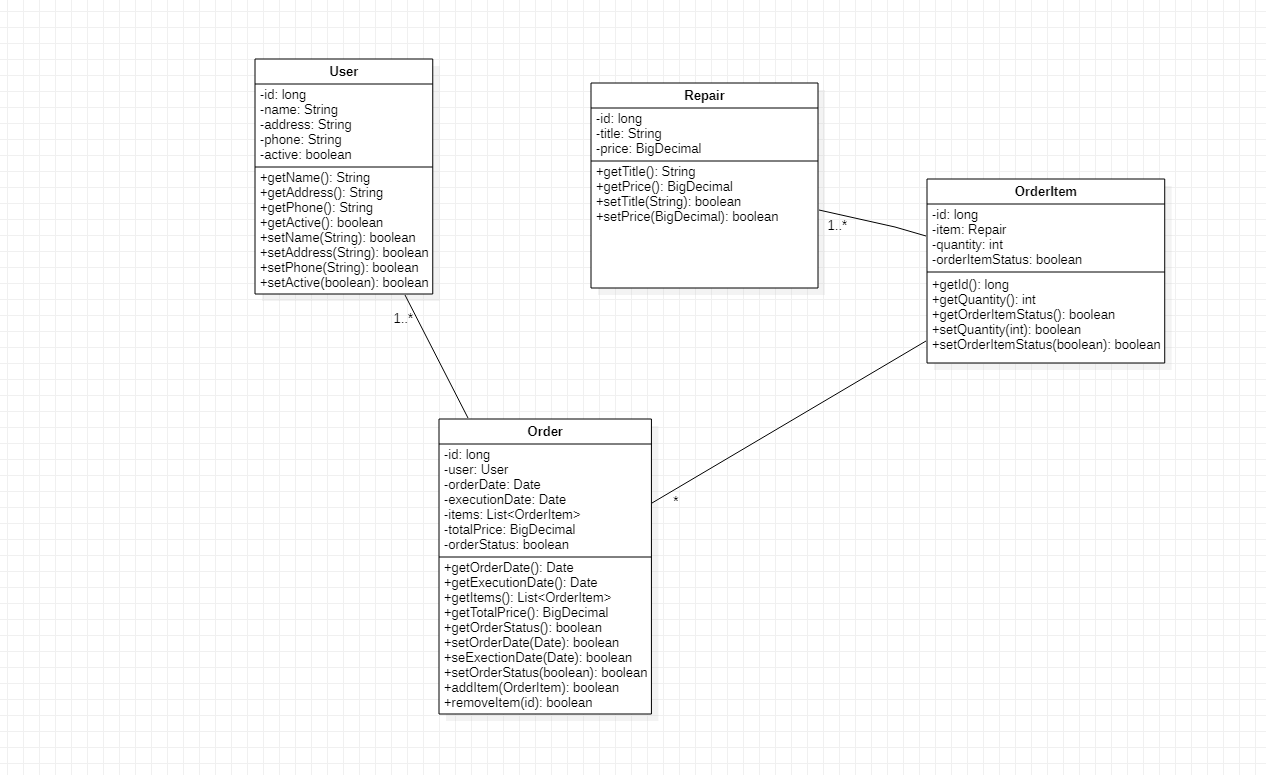 User
-id: long
-name: String
-address: String
-phone: String
-active: boolean
+getName(): String
+getAddress(): String
+getPhone(): String
+getActive(): boolean
+setName(String): boolean
+setAddress(String): boolean
+setPhone(String): boolean
+setActive(boolean): boolean
1..*
Repair
-id: long
-title: String
-price: BigDecimal
+getTitle(): String
+getPrice(): BigDecimal
+setTitle(String): boolean
+setPrice(BigDecimal): boolean
1..*
OrderItem
-id: long
-item: Repair
-quantity: int
-orderItemStatus: boolean
+getId(): long
+getQuantity(): int
+getOrderItemStatus(): boolean
+setQuantity(int): boolean
+setOrderItemStatus(boolean): boolean
Order
-id: long
-user: User
-orderDate: Date
-executionDate: Date
-items: List<OrderItem>
-totalPrice: BigDecimal
-orderStatus: boolean
+getOrderDate(): Date
+getExecutionDate(): Date
+getItems(): List<OrderItem>
+getTotalPrice(): BigDecimal
+getOrderStatus(): boolean
+setOrderDate(Date): boolean
+seExectionDate(Date): boolean
+setOrderStatus(boolean): boolean
+addItem(OrderItem): boolean
+removeItem(id): boolean
*